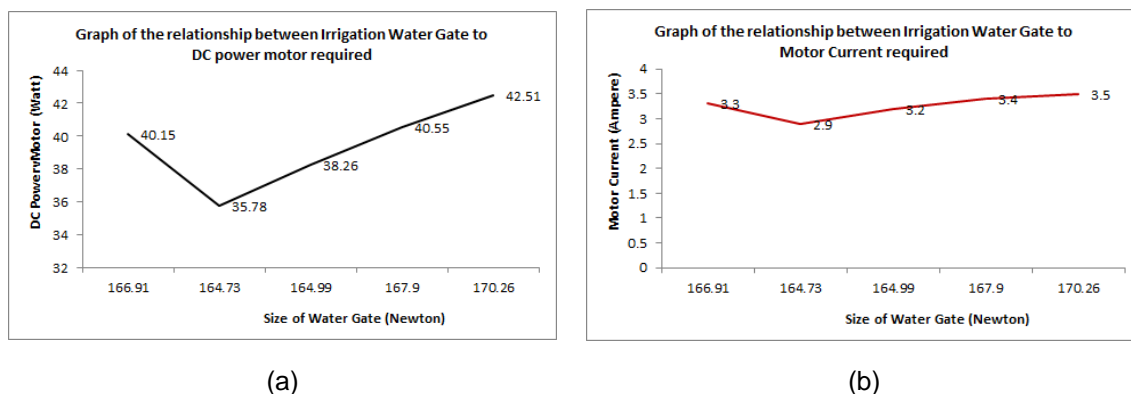 Graph of the relationship between Irrigation Water Gate to
DC power motor required
DC PowervMotor (Watt)
44
42
40
38
36
34
32
40.15
35.78
38.26
40.55
42.51
166.91 164.73 164.99 167.9 170.26
Size of Water Gate (Newton)
(a)
Graph of the relationship between Irrigation Water Gate to
Motor Current required
Motor Current (Ampere)
4
3.5
3
2.5
2
1.5
1
0.5
0
3.3
2.9
3.2
3.4
3.5
166.91 164.73 164.99 167.9 170.26
Size of Water Gate (Newton)
(b)